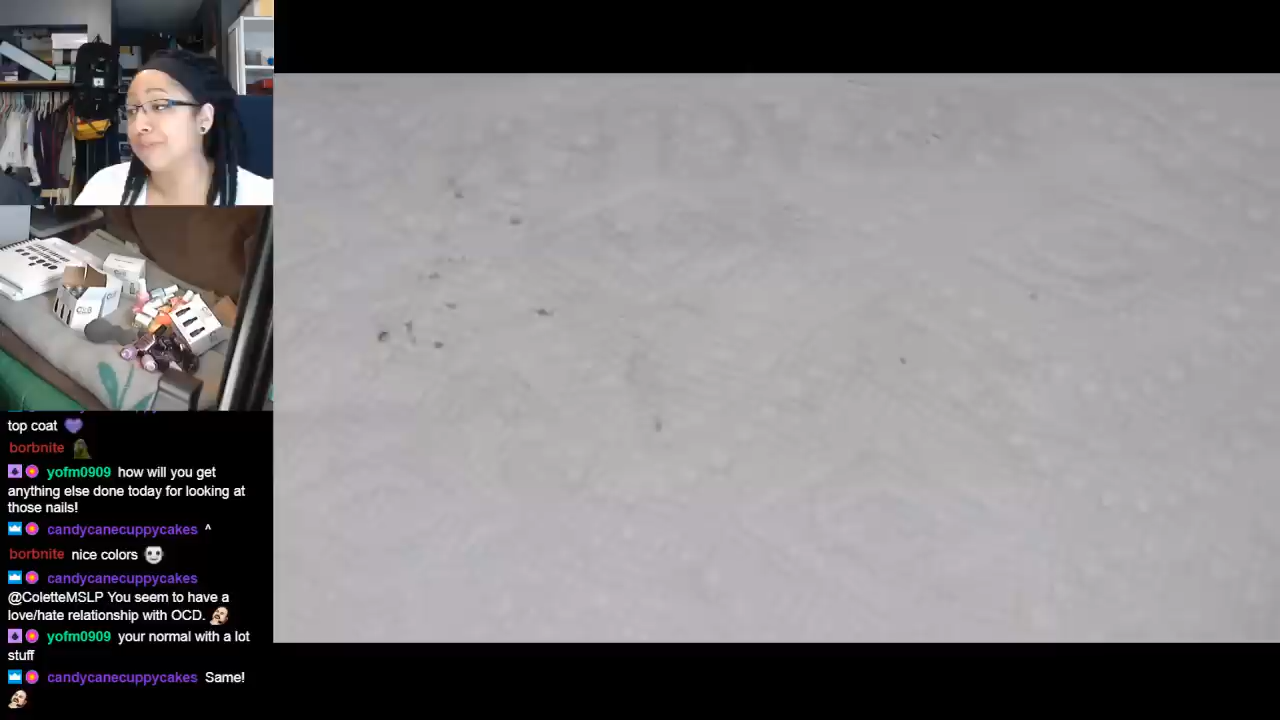 top coat
borbnite
yofm0909 how will you get
anything else done today for looking at
those nails!
candycanecuppycakes ^
borbnite nice colors
candycanecuppycakes
@ColetteMSLP You seem to have a
love/hate relationship with OCD.
yofm0909 your normal with a lot
stuff
candycanecuppycakes Same!